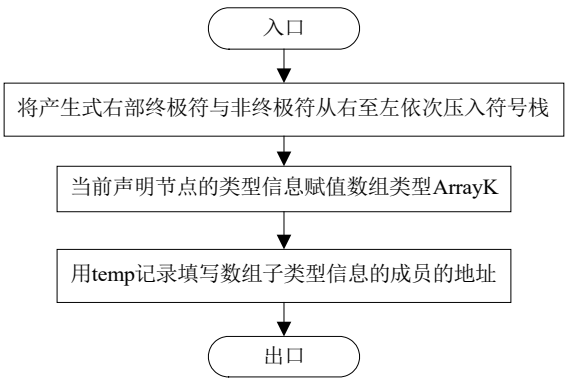 入口
将产生式右部终极符与非终极符从右至左依次压入符号栈
当前声明节点的类型信息赋值数组类型ArrayK
用temp记录填写数组子类型信息的成员的地址
出口